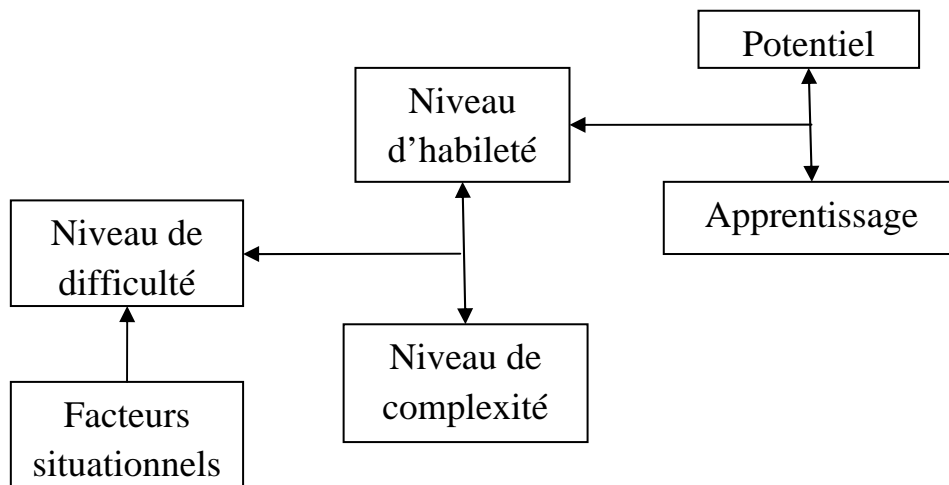 Potentiel
Niveau
d’habileté
Apprentissage
Niveau de
difficulté
Niveau de
complexité
Facteurs
situationnels